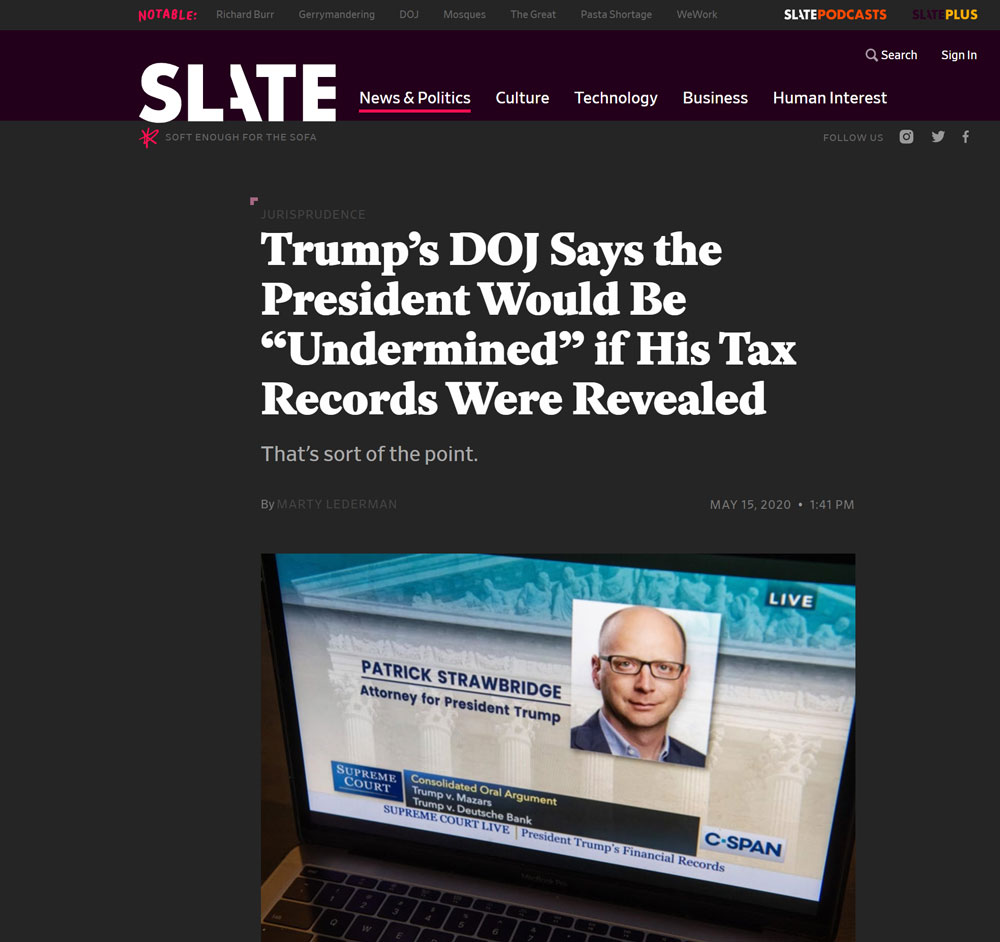 NOTABLE: Richard Burr Gerrymandering DOJ Mosques The Great Pasta Shortage WeWork SLATEPODCASTS SLATEPLUS
Search Sign In
SLATE News & Politics Culture Technology Business Human Interest
SOFT ENOUGH FOR THE SOFA FOLLOW US
JURISPRUDENCE
Trump’s DOJ Says the
President Would Be
“Undermined” if His Tax
Records Were Revealed
That’s sort of the point.
By MARTY LEDERMAN MAY 15, 2020 • 1:41 PM
LIVE
PATRICK STRAWBRIDGE
Attorney for President Trump
SUPREME
COURT
Consolidated Oral Argument
Trump v. Mazars
Trump v. Deutsche Bank
SUPREME COURT LIVE | President Trump's Financial Records
C-SPAN
MacBook Pro